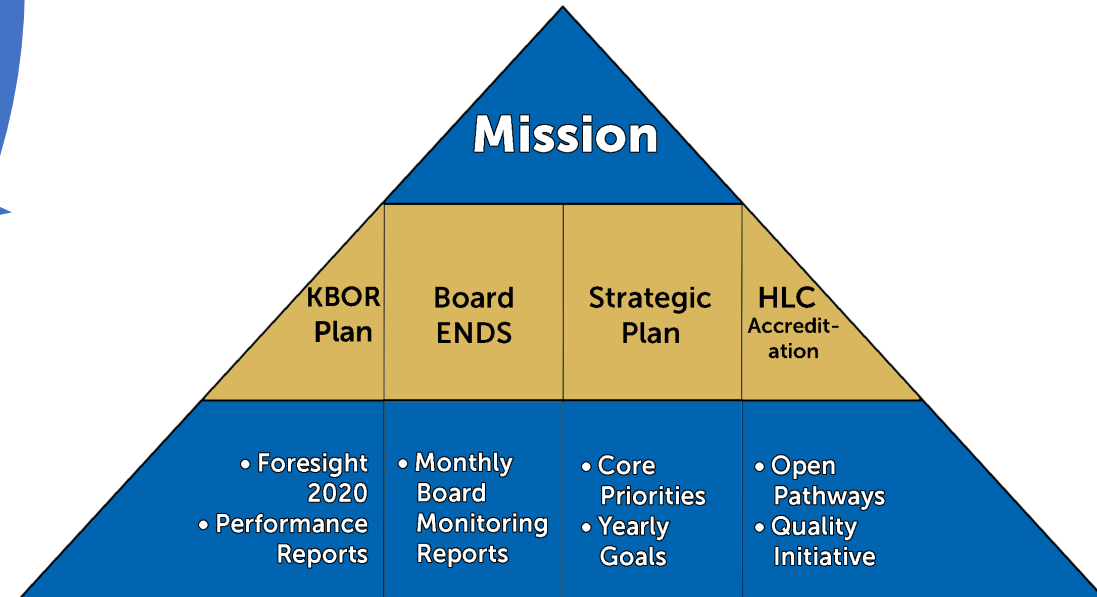 Mission
KBOR
Plan
Board
ENDS
Strategic
Plan
HLC
Accredit-
ation
• Foresight
2020
• Performance
Reports
• Monthly
Board
Monitoring
Reports
• Core
Priorities
• Yearly
Goals
• Open
Pathways
• Quality
Initiative